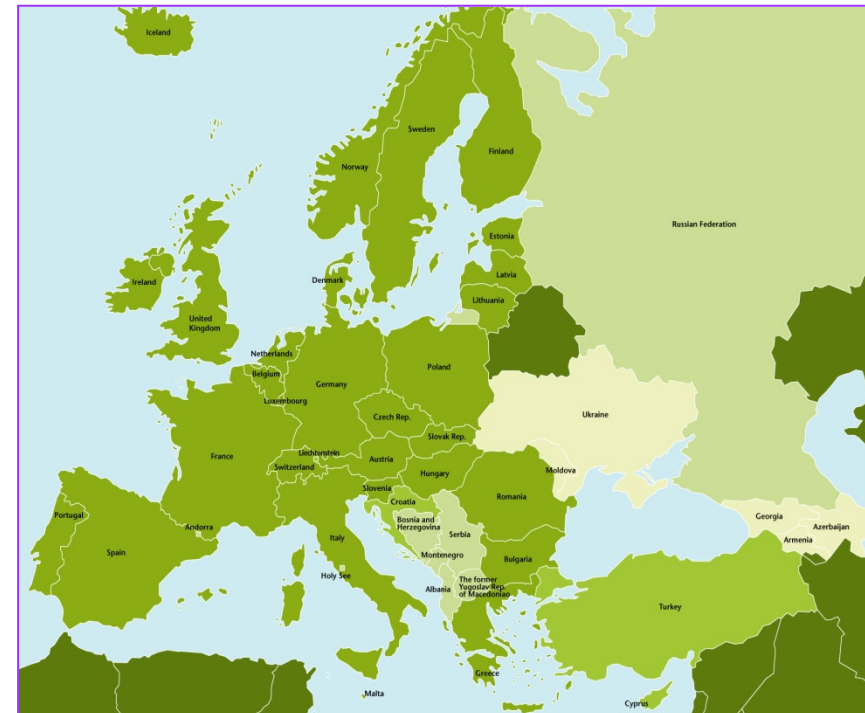 Iceland
Sweden
Norway
Finland
Russian Federation
Estonia
Latvia
Denmark
Ireland
Lithuania
United
Kingdom
Netherlands
Belgium
Poland
Germany
Luxembourg
Ukraine
Czech Rep.
Slovak Rep.
France
Liechtenstein
Austria
Switzerland
Moldova
Hungary
Slovenia
Romania
Croatia
Portugal
Georgia
Bosnia and
Herzegovina
Andorra
Azerbaijan
Serbia
Italy
Armenia
Spain
Montenegro
Bulgaria
Holy See
The former
Yugoslav Rep.
of Macedoniao
Albania
Turkey
Greece
Malta
Cyprus